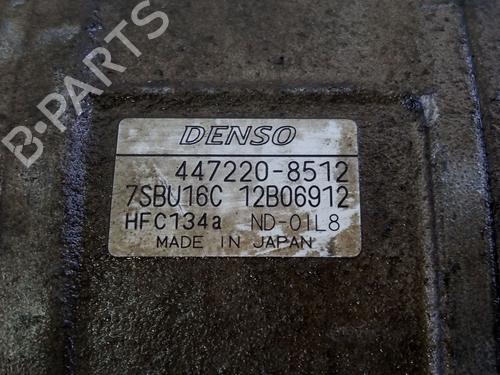 B-PARTS
DENSO
447220-8512
7SBU16C 12B06912
HFC134a ND-OIL8
MADE IN JAPAN